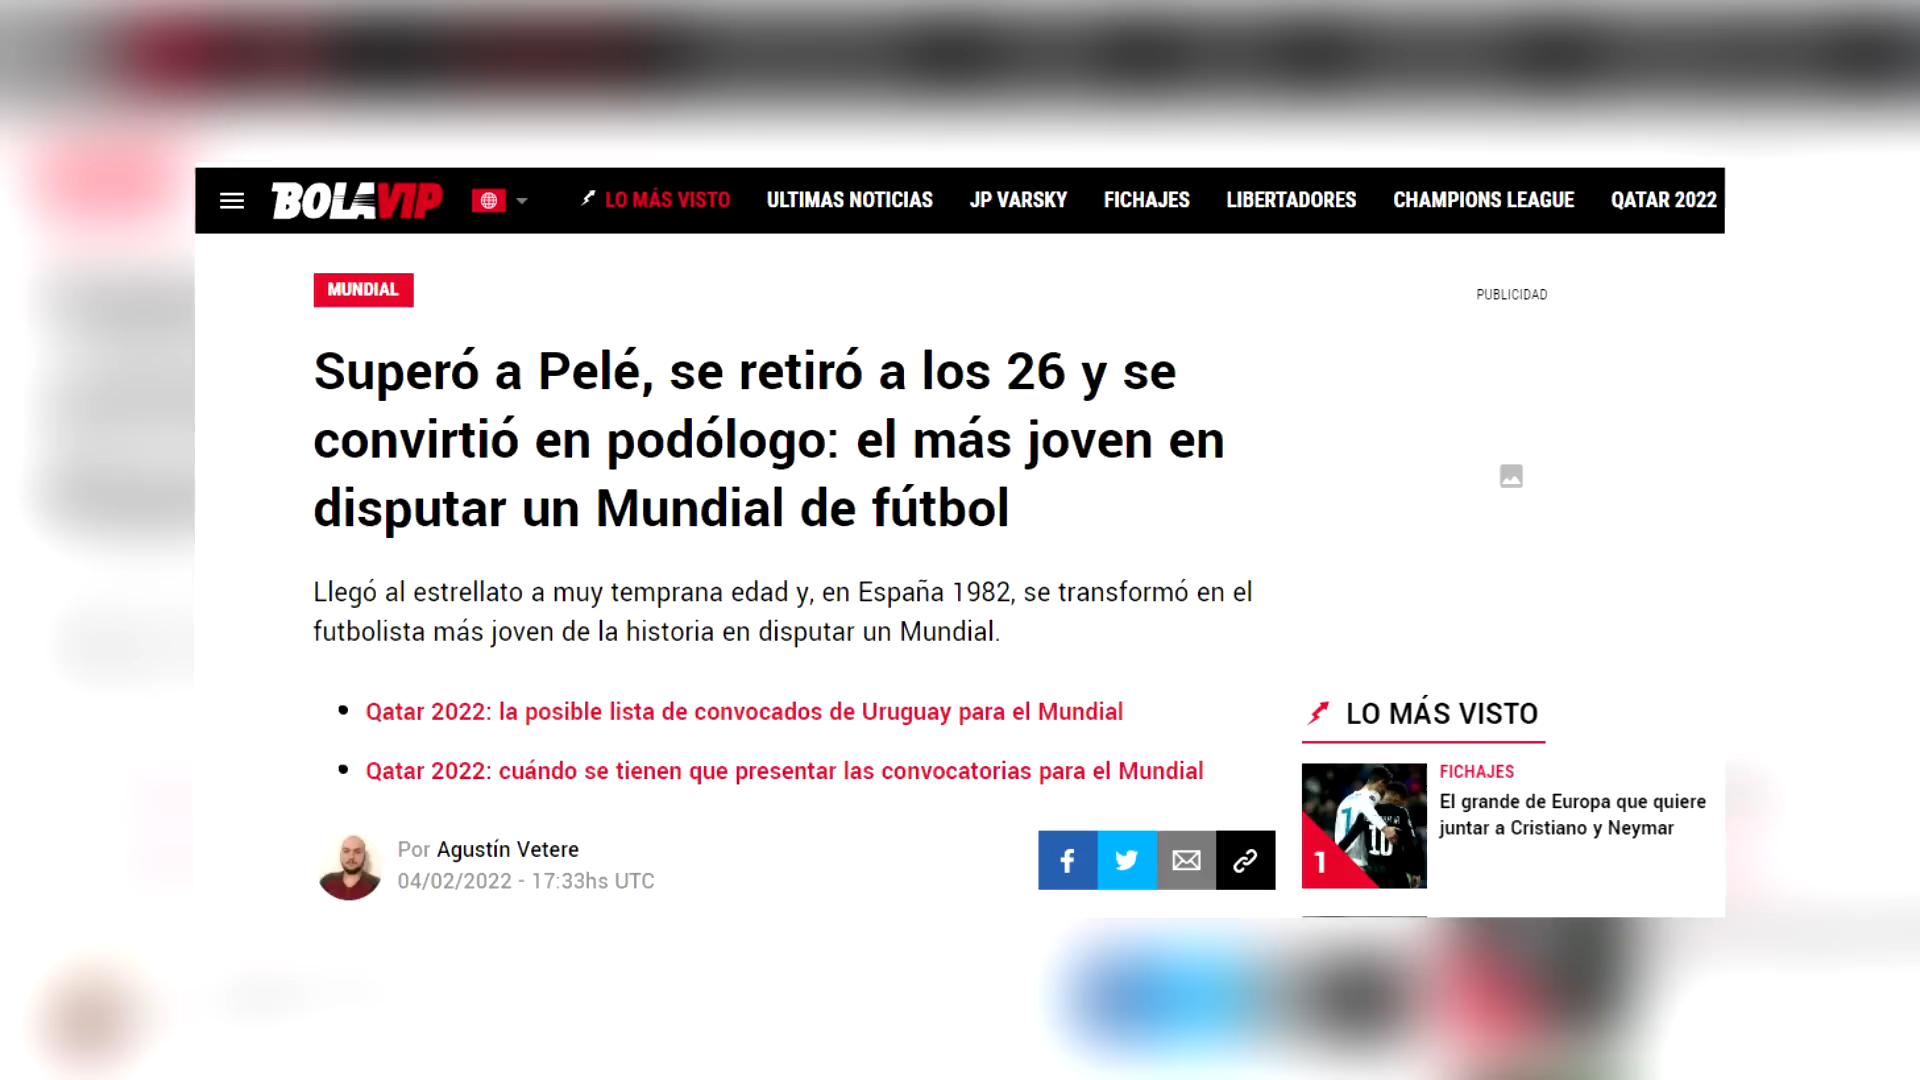 BOLAVIP
LO MÁS VISTO
ULTIMAS NOTICIAS
JP VARSKY
FICHAJES
LIBERTADORES
CHAMPIONS LEAGUE
QATAR 2022
MUNDIAL
PUBLICIDAD
Superó a Pelé, se retiró a los 26 y se
convirtió en podólogo: el más joven en
disputar un Mundial de fútbol
Llegó al estrellato a muy temprana edad y, en España 1982, se transformó en el
futbolista más joven de la historia en disputar un Mundial.
Qatar 2022: la posible lista de convocados de Uruguay para el Mundial
Qatar 2022: cuándo se tienen que presentar las convocatorias para el Mundial
Por Agustín Vetere
04/02/2022 - 17:33hs UTC
LO MÁS VISTO
1
7
10
FICHAJES
El grande de Europa que quiere
juntar a Cristiano y Neymar